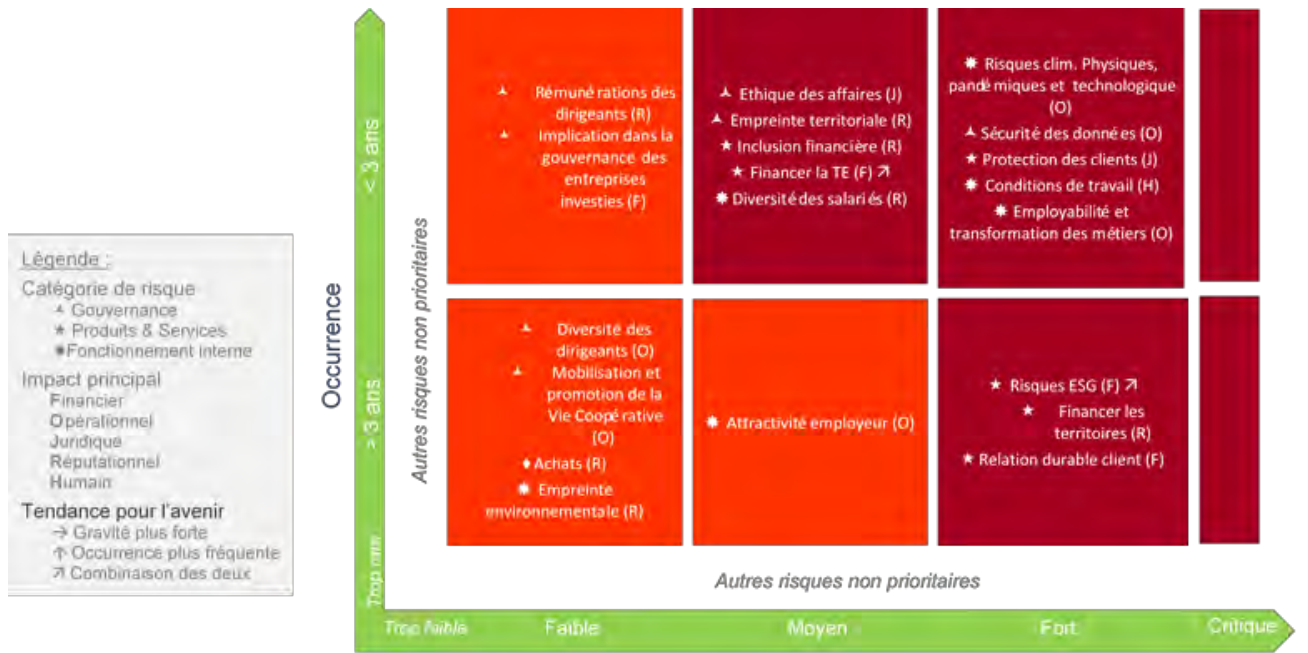 Légende :
Catégorie de risque
Gouvernance
Produits & Services
Fonctionnement interne
Impact principal
Financier
Opérationnel
Juridique
Réputationnel
Humain
Tendance pour l'avenir
→ Gravité plus forte
↑ Occurrence plus fréquente
↗ Combinaison des deux
Occurrence
< 3 ans
> 3 ans
Trop rare
Autres risques non prioritaires
Rémunérations des
dirigeants (R)
Implication dans la
gouvernance des
entreprises
investies (F)
Ethique des affaires (J)
Empreinte territoriale (R)
★ Inclusion financière (R)
★ Financer la TE (F) ↗
Diversité des salariés (R)
Risques clim. Physiques,
pandémiques et technologique
(O)
Sécurité des données (O)
★ Protection des clients (J)
Conditions de travail (H)
Employabilité et
transformation des métiers (O)
Diversité des
dirigeants (O)
Mobilisation et
promotion de la
Vie Coopérative
(O)
Achats (R)
Empreinte
environnementale (R)
Attractivité employeur (O)
★ Risques ESG (F) ↗
★ Financer les
territoires (R)
★ Relation durable client (F)
Autres risques non prioritaires
Trop faible
Faible
Moyen
Fort
Critique